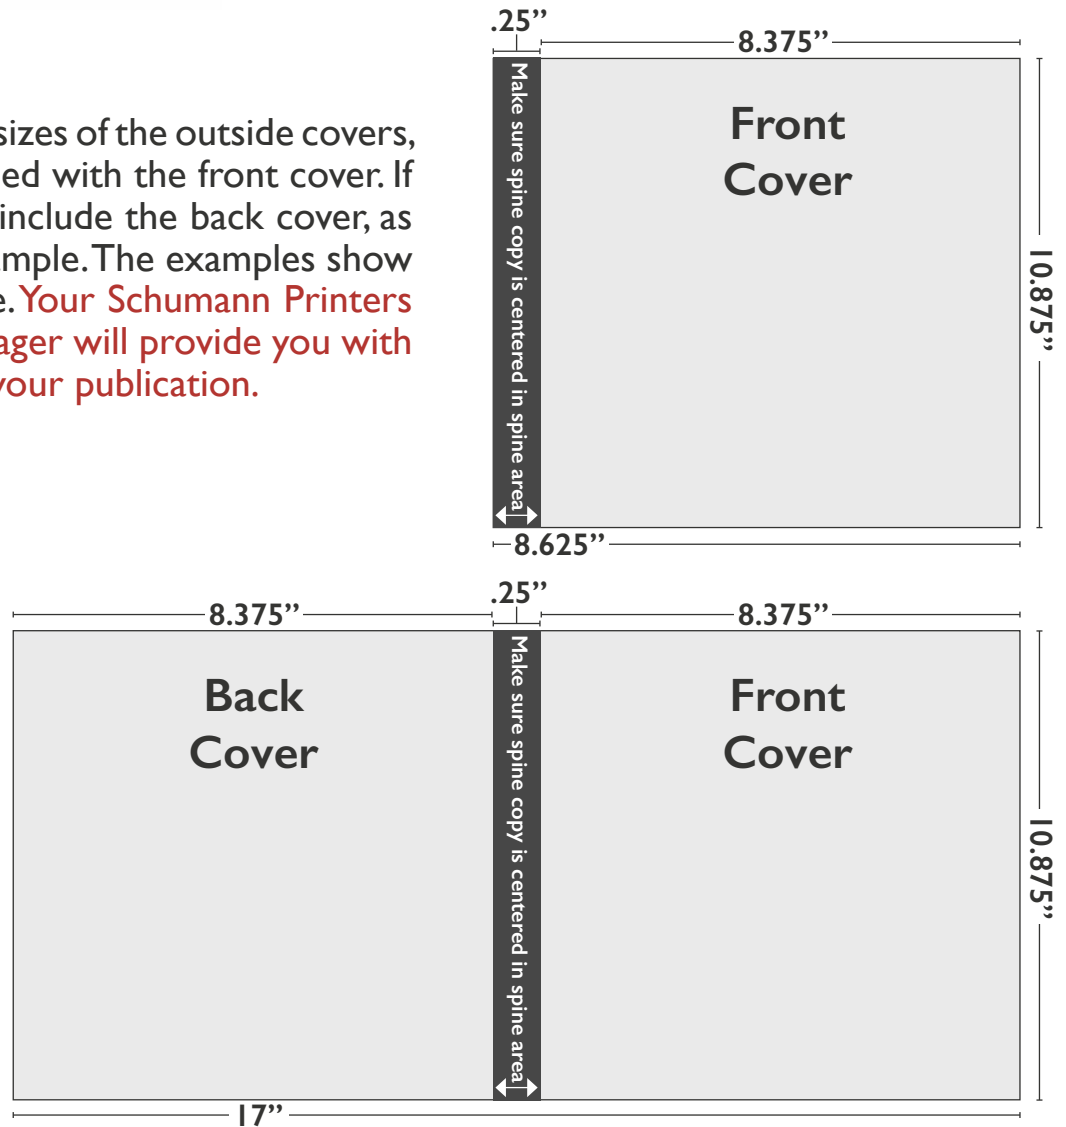 sizes of the outside covers,
ed with the front cover. If
include the back cover, as
mple. The examples show
e. Your Schumann Printers
ager will provide you with
your publication.
.25”
8.375”
Make sure spine copy is centered in spine area
Front
Cover
10.875”
8.625”
8.375”
.25”
8.375”
Back
Cover
Make sure spine copy is centered in spine area
Front
Cover
10.875”
17”